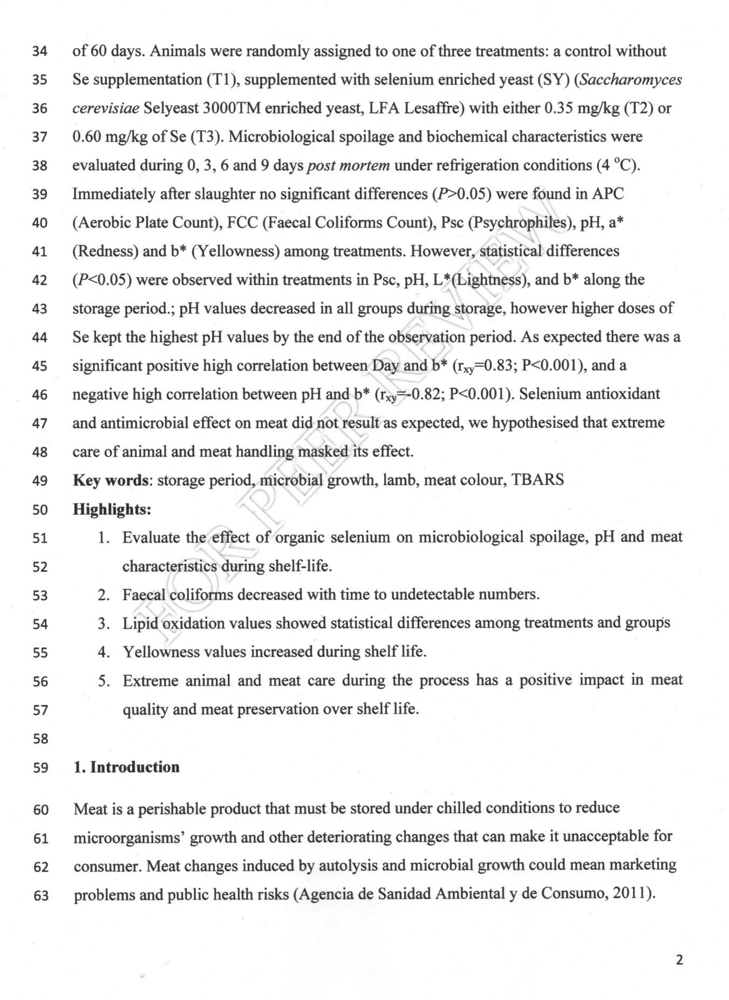 34 of 60 days. Animals were randomly assigned to one of three treatments: a control without
35 Se supplementation (T1), supplemented with selenium enriched yeast (SY) (Saccharomyces
36 cerevisiae Selyeast 3000TM enriched yeast, LFA Lesaffre) with either 0.35 mg/kg (T2) or
37 0.60 mg/kg of Se (T3). Microbiological spoilage and biochemical characteristics were
38 evaluated during 0, 3, 6 and 9 days post mortem under refrigeration conditions (4 °C).
39 Immediately after slaughter no significant differences (P>0.05) were found in APC
40 (Aerobic Plate Count), FCC (Faecal Coliforms Count), Psc (Psychrophiles), pH, a*
41 (Redness) and b* (Yellowness) among treatments. However, statistical differences
42 (P<0.05) were observed within treatments in Psc, pH, L*(Lightness), and b* along the
43 storage period.; pH values decreased in all groups during storage, however higher doses of
44 Se kept the highest pH values by the end of the observation period. As expected there was a
45 significant positive high correlation between Day and b* (rxy=0.83; P<0.001), and a
46 negative high correlation between pH and b* (rxy=-0.82; P<0.001). Selenium antioxidant
47 and antimicrobial effect on meat did not result as expected, we hypothesised that extreme
48 care of animal and meat handling masked its effect.
49 Key words: storage period, microbial growth, lamb, meat colour, TBARS
50 Highlights:
51 1. Evaluate the effect of organic selenium on microbiological spoilage, pH and meat
52 characteristics during shelf-life.
53 2. Faecal coliforms decreased with time to undetectable numbers.
54 3. Lipid oxidation values showed statistical differences among treatments and groups
55 4. Yellowness values increased during shelf life.
56 5. Extreme animal and meat care during the process has a positive impact in meat
57 quality and meat preservation over shelf life.
58
59 1. Introduction
60 Meat is a perishable product that must be stored under chilled conditions to reduce
61 microorganisms' growth and other deteriorating changes that can make it unacceptable for
62 consumer. Meat changes induced by autolysis and microbial growth could mean marketing
63 problems and public health risks (Agencia de Sanidad Ambiental y de Consumo, 2011).
2
FOR PEER REVIEW